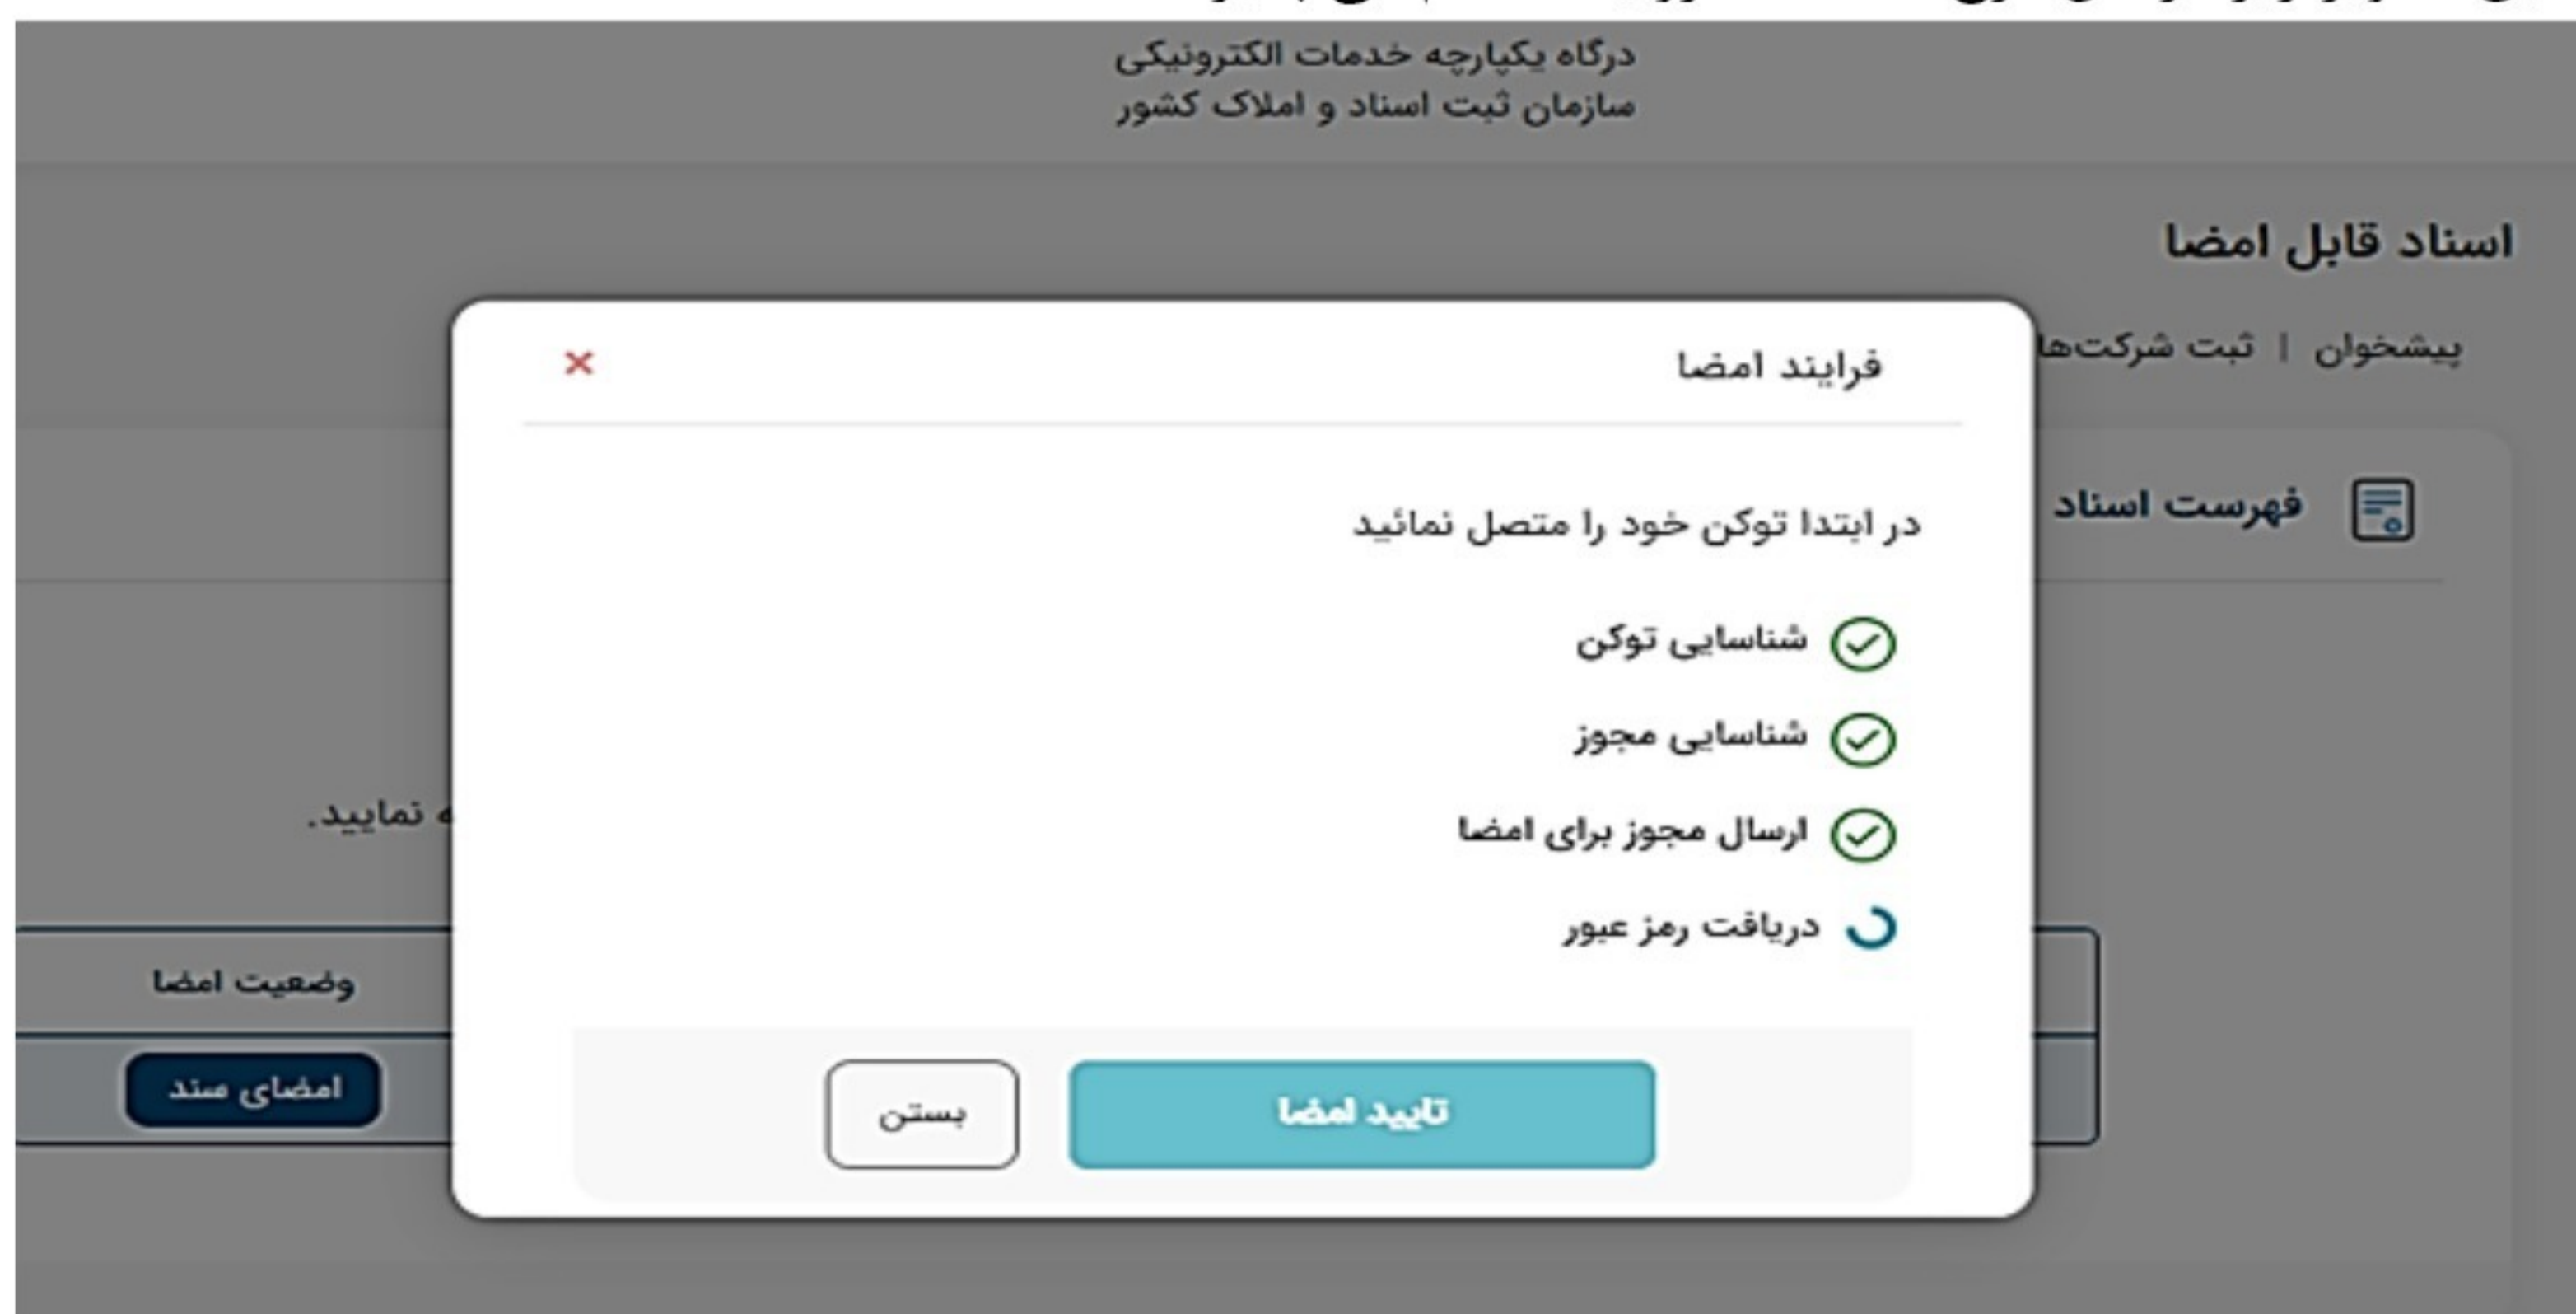 درگاه یکپارچه خدمات الکترونیکی
سازمان ثبت اسناد و املاک کشور
اسناد قابل امضا
پیشخوان | ثبت شرکت‌ها
فهرست اسناد
فرایند امضا
در ابتدا توکن خود را متصل نمائید
شناسایی توکن
شناسایی مجوز
ارسال مجوز برای امضا
دریافت رمز عبور
نمایید.
وضعیت امضا
امضای سند
تایید امضا
بستن